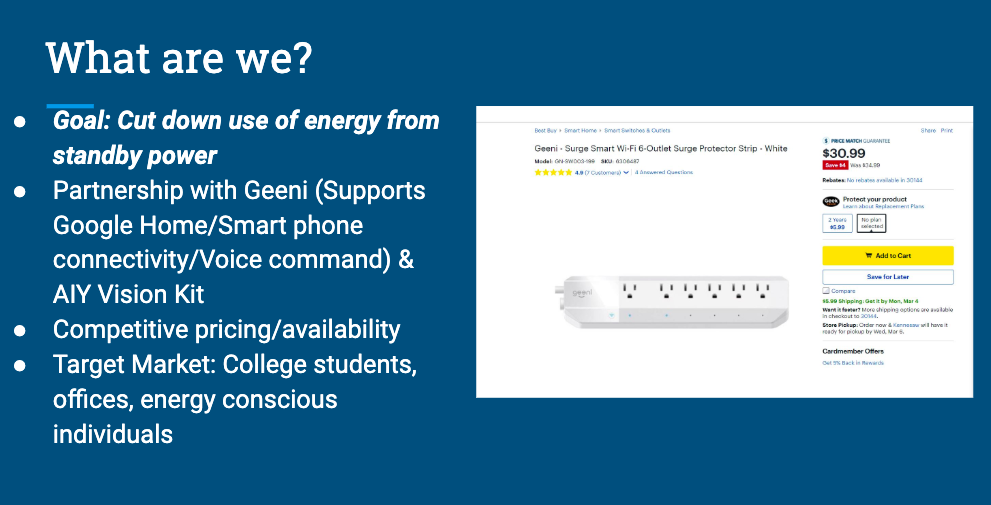 What are we?
● Goal: Cut down use of energy from
standby power
● Partnership with Geeni (Supports
Google Home/Smart phone
connectivity/Voice command) &
AIY Vision Kit
● Competitive pricing/availability
● Target Market: College students,
offices, energy conscious
individuals
Best Buy > Smart Home > Smart Switches & Outlets
Share Print
Geeni - Surge Smart Wi-Fi 6-Outlet Surge Protector Strip - White
Model: GN-SW003-199 SKU: 6306487
4.9 (7 Customers) 4 Answered Questions
geeni
$ PRICE MATCH GUARANTEE
$30.99
Save $4 Was $34.99
Rebates: No rebates available in 30144
Geek
Protect your product
Learn about Replacement Plans
2 Years
$5.99
No plan
selected
Add to Cart
Save for Later
Compare
$5.99 Shipping: Get it by Mon, Mar 4
Want it faster? More shipping options are available
in checkout to 30144.
Store Pickup: Order now & Kennesaw will have it
ready for pickup by Wed, Mar 6.
Cardmember Offers
Get 5% Back in Rewards